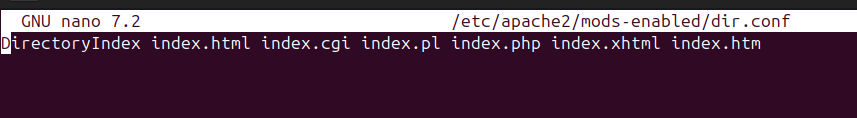 GNU nano 7.2 /etc/apache2/mods-enabled/dir.conf
DirectoryIndex index.html index.cgi index.pl index.php index.xhtml index.htm